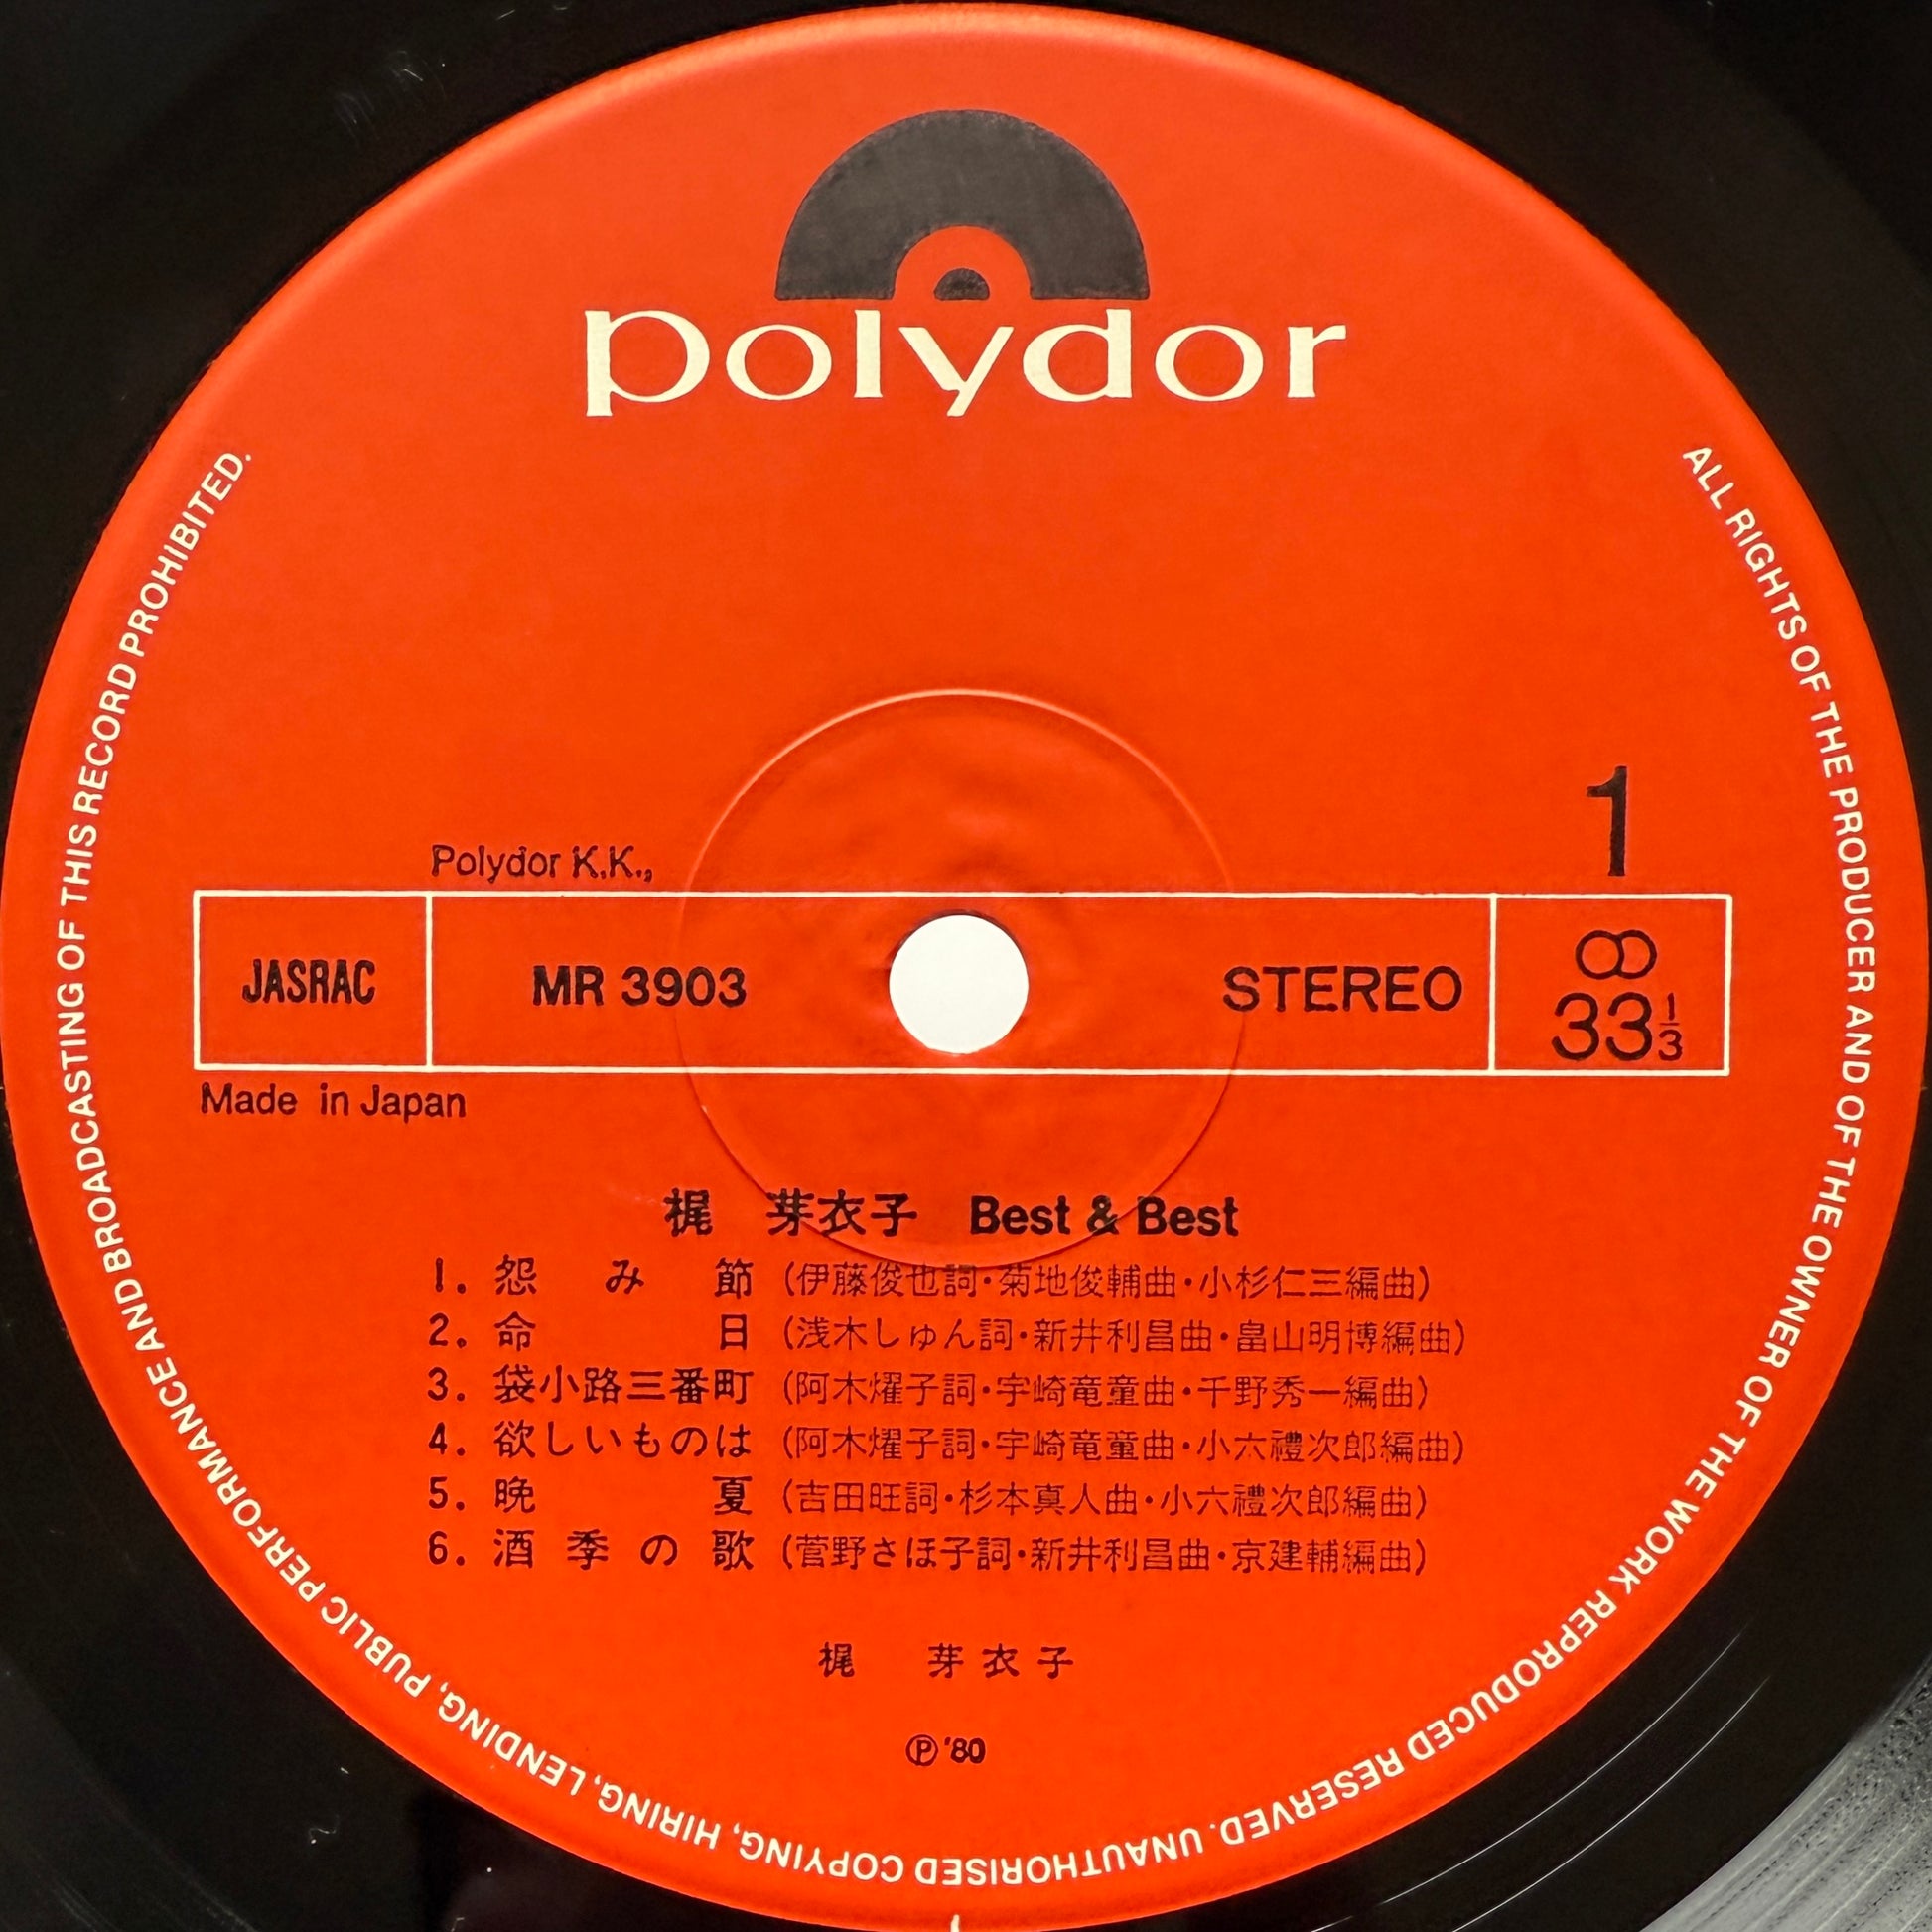 polydor
ALL RIGHTS OF THE PRODUCER AND OF THE OWNER OF THE WORK REPRODUCED RESERVED. UNAUTHORISED COPYING, HIRING, LENDING, PUBLIC PERFORMANCE AND BROADCASTING OF THIS RECORD PROHIBITED.
1
Polydor K.K.,
JASRAC MR 3903 STEREO 33 1/3
Made in Japan
梶 芽衣子 Best & Best
1. 怨み節 (伊藤俊也詞・菊地俊輔曲・小杉仁三編曲)
2. 命日 (浅木しゅん詞・新井利昌曲・畠山明博編曲)
3. 袋小路三番町 (阿木燿子詞・宇崎竜童曲・千野秀一編曲)
4. 欲しいものは (阿木燿子詞・宇崎竜童曲・小六禮次郎編曲)
5. 晩夏 (吉田旺詞・杉本真人曲・小六禮次郎編曲)
6. 酒季の歌 (菅野さほ子詞・新井利昌曲・京建輔編曲)
梶 芽衣子
Ⓟ '80